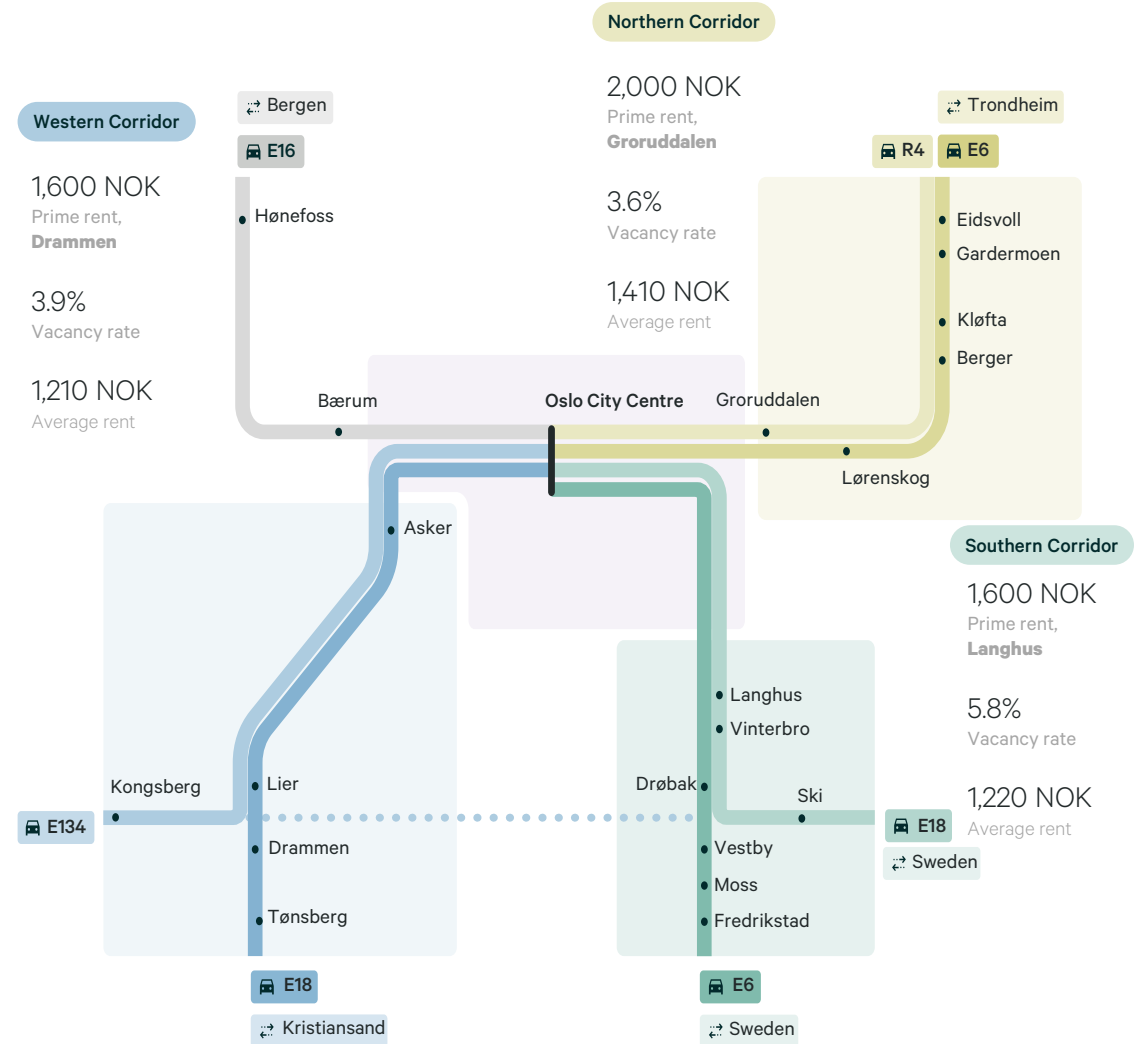 Northern Corridor
2,000 NOK
Prime rent,
Groruddalen
3.6%
Vacancy rate
1,410 NOK
Average rent
Western Corridor
1,600 NOK
Prime rent,
Drammen
3.9%
Vacancy rate
1,210 NOK
Average rent
Bergen
E16
Hønefoss
Bærum
Oslo City Centre
Groruddalen
Trondheim
R4
E6
Eidsvoll
Gardermoen
Kløfta
Berger
Lørenskog
Asker
Southern Corridor
1,600 NOK
Prime rent,
Langhus
5.8%
Vacancy rate
1,220 NOK
Average rent
Kongsberg
E134
Lier
Drammen
Tønsberg
E18
Kristiansand
Langhus
Vinterbro
Drøbak
Ski
E18
Sweden
Vestby
Moss
Fredrikstad
E6
Sweden